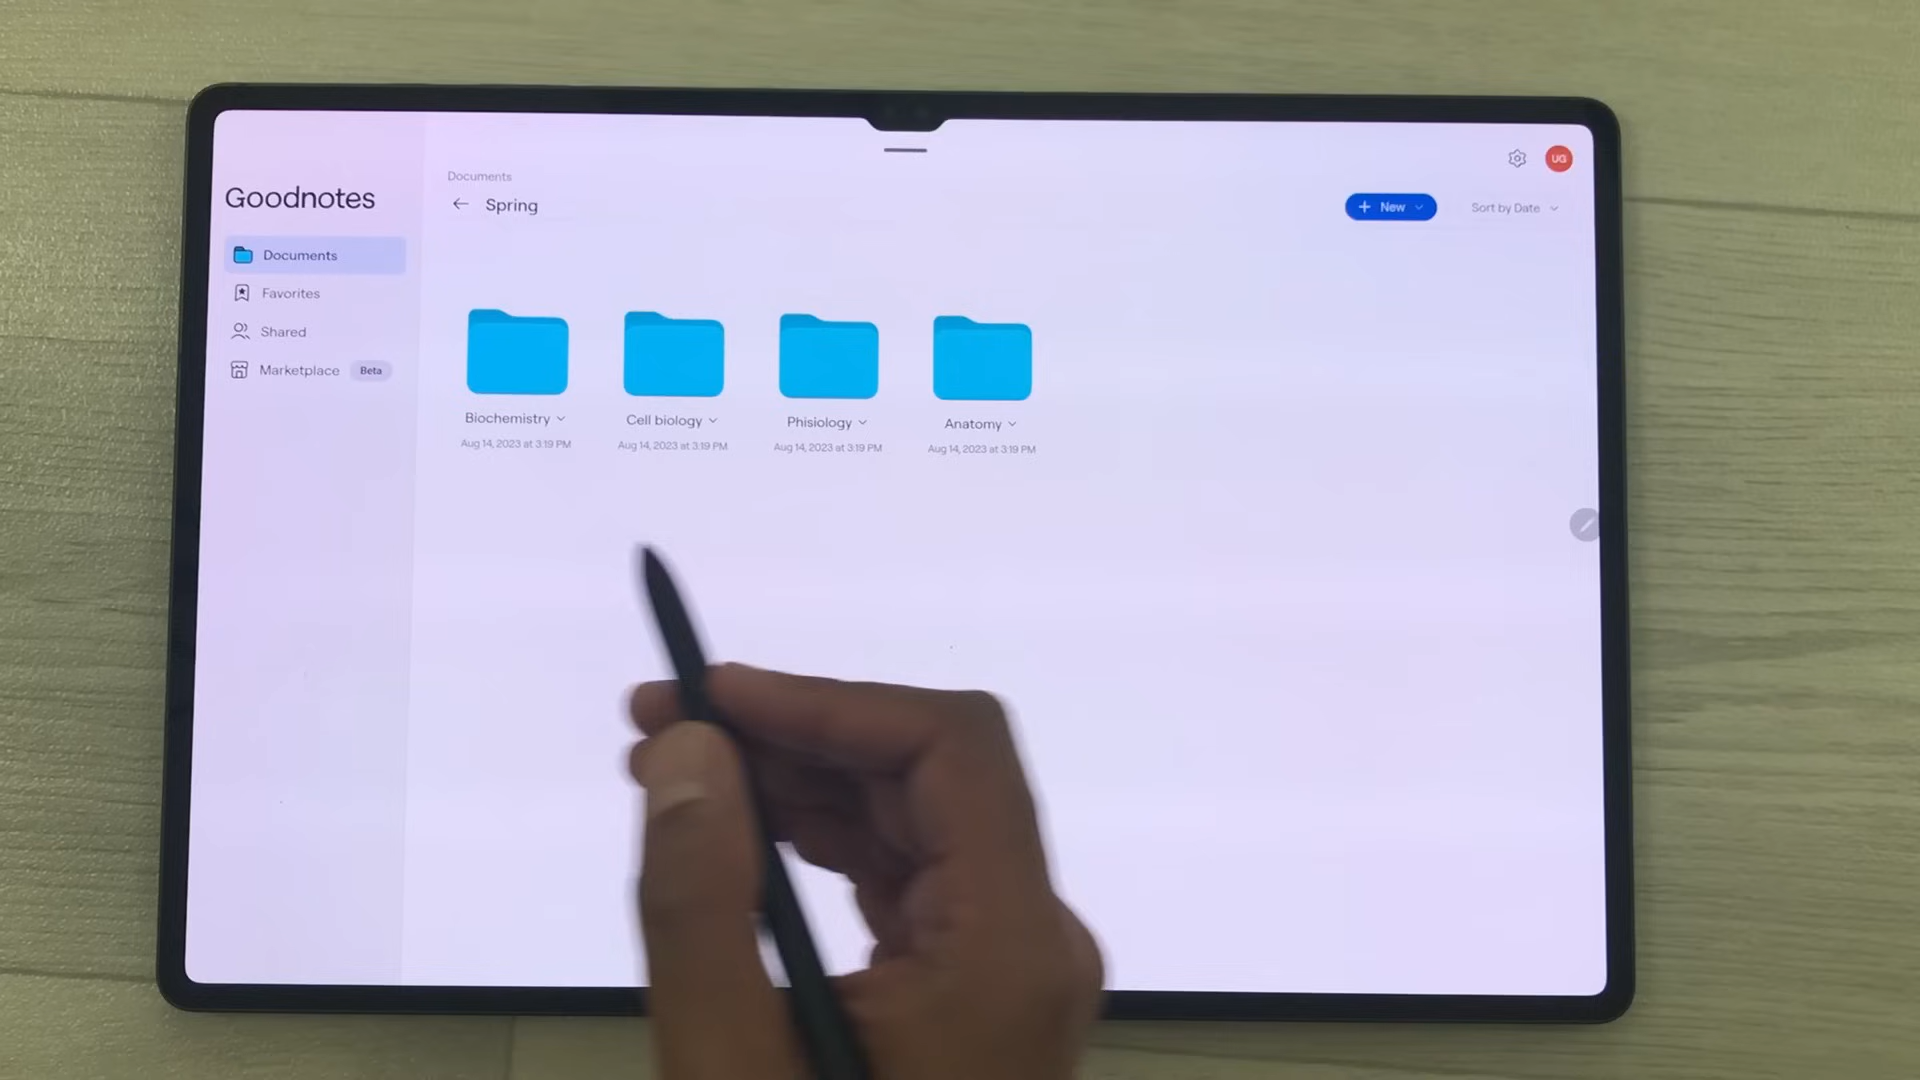 Goodnotes
Documents
Favorites
Shared
Marketplace Beta
Documents
Spring
UG
New
Sort by Date
Biochemistry
Aug 14, 2023 at 3:19 PM
Cell biology
Aug 14, 2023 at 3:19 PM
Phisiology
Aug 14, 2023 at 3:19 PM
Anatomy
Aug 14, 2023 at 3:19 PM